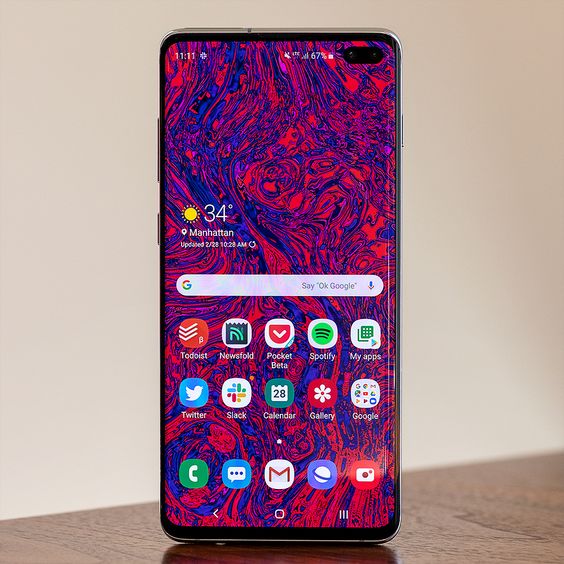 11:11 LTE 67%
34°
Manhattan
Updated 2/28 10:28 AM
G Say "Ok Google"
β
Todoist Newsfold Pocket Beta Spotify My apps
28
Twitter Slack Calendar Gallery Google